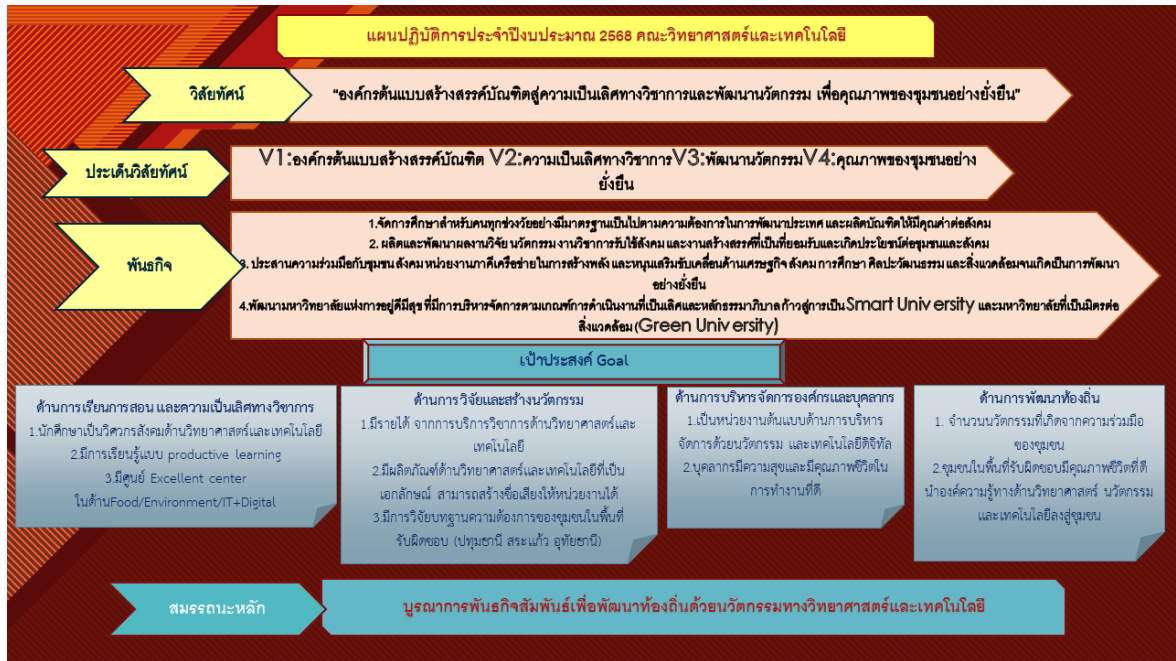 แผนปฏิบัติการประจำปีงบประมาณ 2568 คณะวิทยาศาสตร์และเทคโนโลยี
วิสัยทัศน์
“องค์กรต้นแบบสร้างสรรค์บัณฑิตสู่ความเป็นเลิศทางวิชาการและพัฒนานวัตกรรม เพื่อคุณภาพของชุมชนอย่างยั่งยืน”
ประเด็นวิสัยทัศน์
V1:องค์กรต้นแบบสร้างสรรค์บัณฑิต V2:ความเป็นเลิศทางวิชาการV3:พัฒนานวัตกรรมV4:คุณภาพของชุมชนอย่าง
ยั่งยืน
พันธกิจ
1.จัดการศึกษาสำหรับคนทุกช่วงวัยอย่างมีมาตรฐานเป็นไปตามความต้องการในการพัฒนาประเทศ และผลิตบัณฑิตให้มีคุณค่าต่อสังคม
2. ผลิตและพัฒนาผลงานวิจัย นวัตกรรม งานวิชาการรับใช้สังคม และงานสร้างสรรค์ที่เป็นที่ยอมรับและเกิดประโยชน์ต่อชุมชนและสังคม
3. ประสานความร่วมมือกับชุมชน สังคม หน่วยงานภาคีเครือข่ายในการสร้างพลัง และหนุนเสริมขับเคลื่อนด้านเศรษฐกิจ สังคม การศึกษา ศิลปะวัฒนธรรม และสิ่งแวดล้อมจนเกิดเป็นการพัฒนา
อย่างยั่งยืน
4.พัฒนามหาวิทยาลัยแห่งการอยู่ดีมีสุข ที่มีการบริหารจัดการตามเกณฑ์การดำเนินงานที่เป็นเลิศและหลักธรรมาภิบาล ก้าวสู่การเป็นSmart University และมหาวิทยาลัยที่เป็นมิตรต่อ
สิ่งแวดล้อม (Green University)
เป้าประสงค์ Goal
ด้านการเรียนการสอน และความเป็นเลิศทางวิชาการ
1.นักศึกษาเป็นวิศวกรสังคมด้านวิทยาศาสตร์และเทคโนโลยี
2.มีการเรียนรู้แบบ productive learning
3.มีศูนย์ Excellent center
ในด้านFood/Environment/IT+Digital
ด้านการวิจัยและสร้างนวัตกรรม
1.มีรายได้ จากการบริการวิชาการด้านวิทยาศาสตร์และ
เทคโนโลยี
2.มีผลิตภัณฑ์ด้านวิทยาศาสตร์และเทคโนโลยีที่เป็น
เอกลักษณ์ สามารถสร้างชื่อเสียงให้หน่วยงานได้
3.มีการวิจัยบทฐานความต้องการของชุมชนในพื้นที่
รับผิดชอบ (ปทุมธานี สระแก้ว อุทัยธานี)
ด้านการบริหารจัดการองค์กรและบุคลากร
1.เป็นหน่วยงานต้นแบบด้านการบริหาร
จัดการด้วยนวัตกรรม และเทคโนโลยีดิจิทัล
2.บุคลากรมีความสุขและมีคุณภาพชีวิตใน
การทำงานที่ดี
ด้านการพัฒนาท้องถิ่น
1. จำนวนนวัตกรรมที่เกิดจากความร่วมมือ
ของชุมชน
2.ชุมชนในพื้นที่รับผิดชอบมีคุณภาพชีวิตที่ดี
นำองค์ความรู้ทางด้านวิทยาศาสตร์ นวัตกรรม
และเทคโนโลยีลงสู่ชุมชน
สมรรถนะหลัก
บูรณาการพันธกิจสัมพันธ์เพื่อพัฒนาท้องถิ่นด้วยนวัตกรรมทางวิทยาศาสตร์และเทคโนโลยี